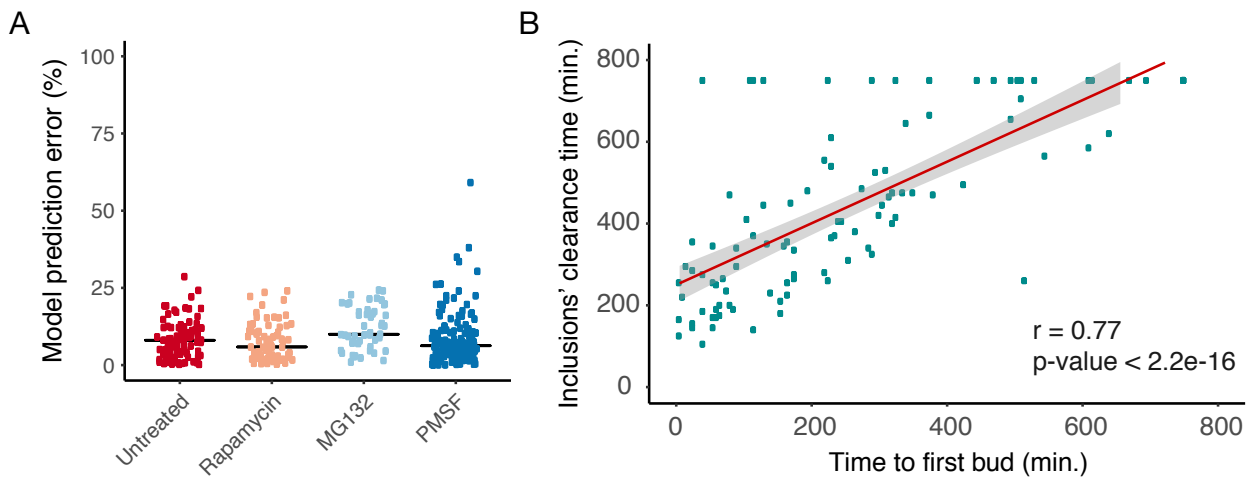 A
Model prediction error (%)
100
75
50
25
0
Untreated
Rapamycin
MG132
PMSF
B
Inclusions’ clearance time (min.)
800
600
400
200
0
r = 0.77
p-value < 2.2e-16
0 200 400 600 800
Time to first bud (min.)